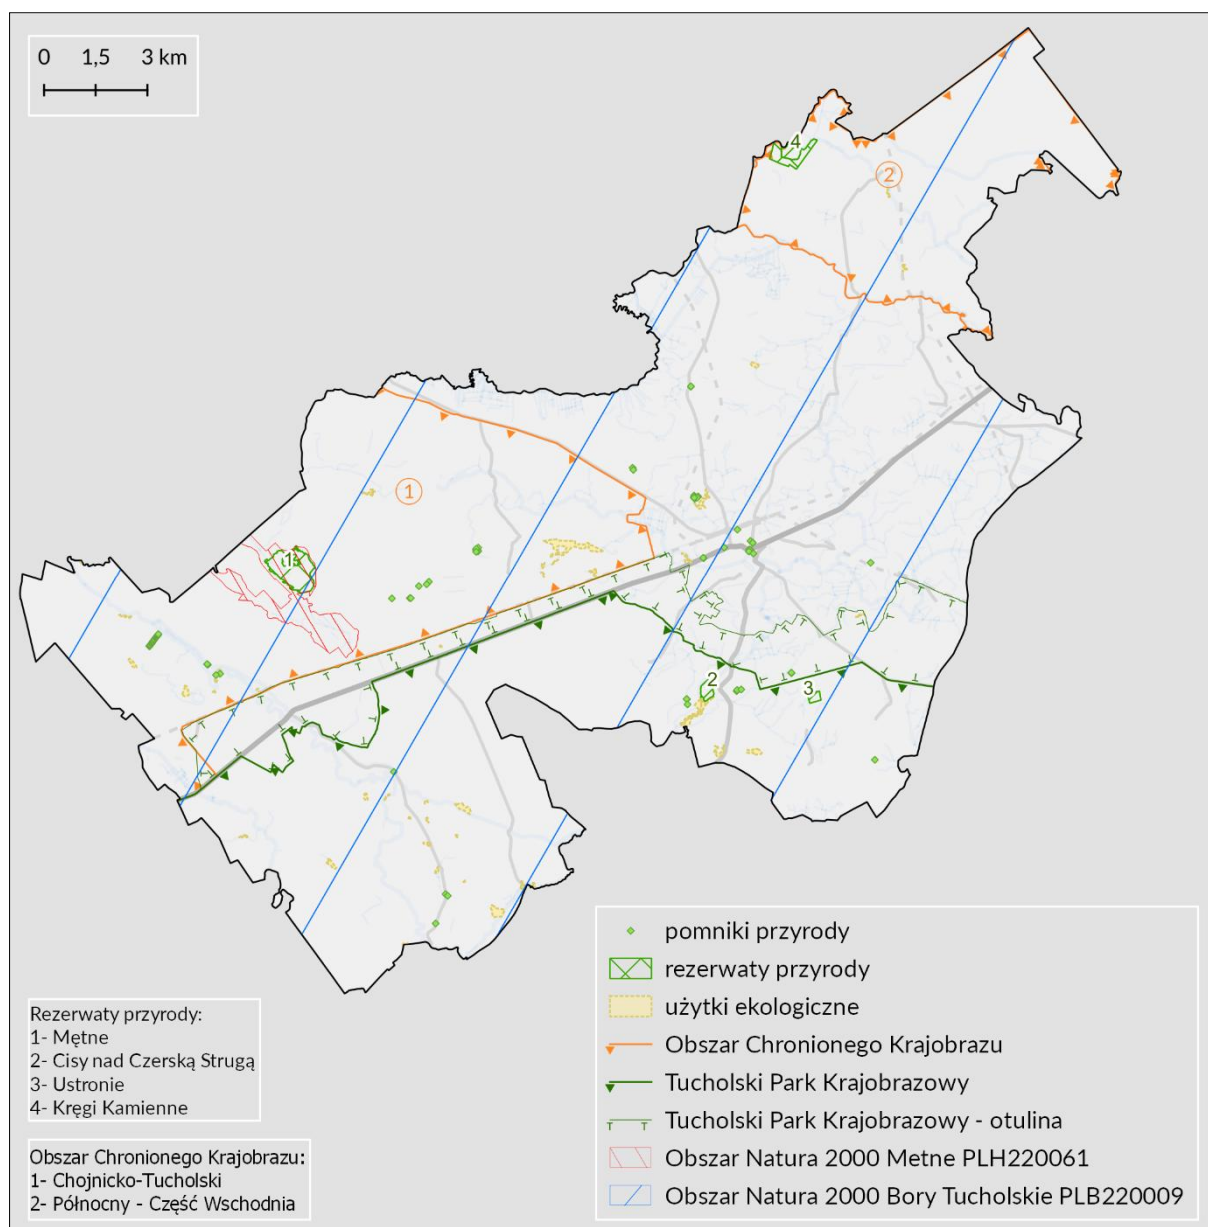 0 1,5 3 km
4
2
1
1
2
3
pomniki przyrody
rezerwaty przyrody
użytki ekologiczne
Obszar Chronionego Krajobrazu
Tucholski Park Krajobrazowy
Tucholski Park Krajobrazowy - otulina
Obszar Natura 2000 Metne PLH220061
Obszar Natura 2000 Bory Tucholskie PLB220009
Rezerwaty przyrody:
1- Mętne
2- Cisy nad Czerską Strugą
3- Ustronie
4- Kręgi Kamienne
Obszar Chronionego Krajobrazu:
1- Chojnicko-Tucholski
2- Północny - Część Wschodnia